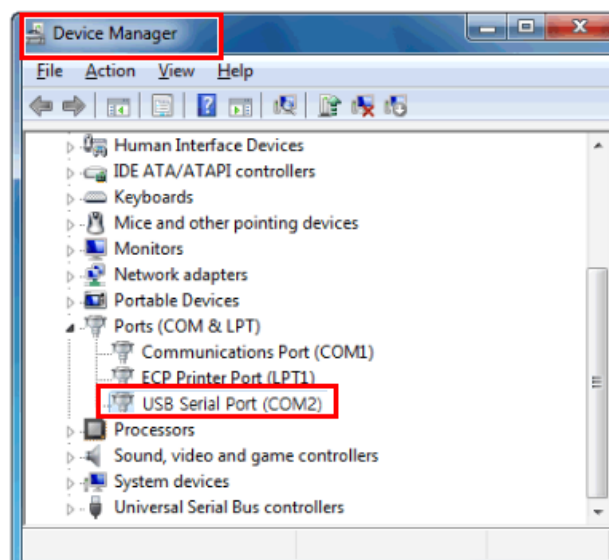 Device Manager
File Action View Help
Human Interface Devices
IDE ATA/ATAPI controllers
Keyboards
Mice and other pointing devices
Monitors
Network adapters
Portable Devices
Ports (COM & LPT)
Communications Port (COM1)
ECP Printer Port (LPT1)
USB Serial Port (COM2)
Processors
Sound, video and game controllers
System devices
Universal Serial Bus controllers